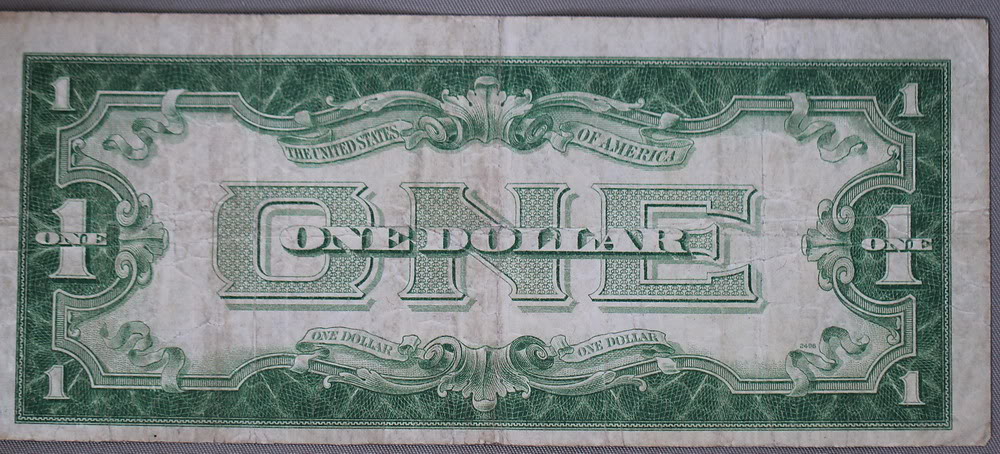 1 1
THE UNITED STATES OF AMERICA
ONE
ONE DOLLAR
1 ONE 1 ONE
ONE DOLLAR ONE DOLLAR
2486
1 1